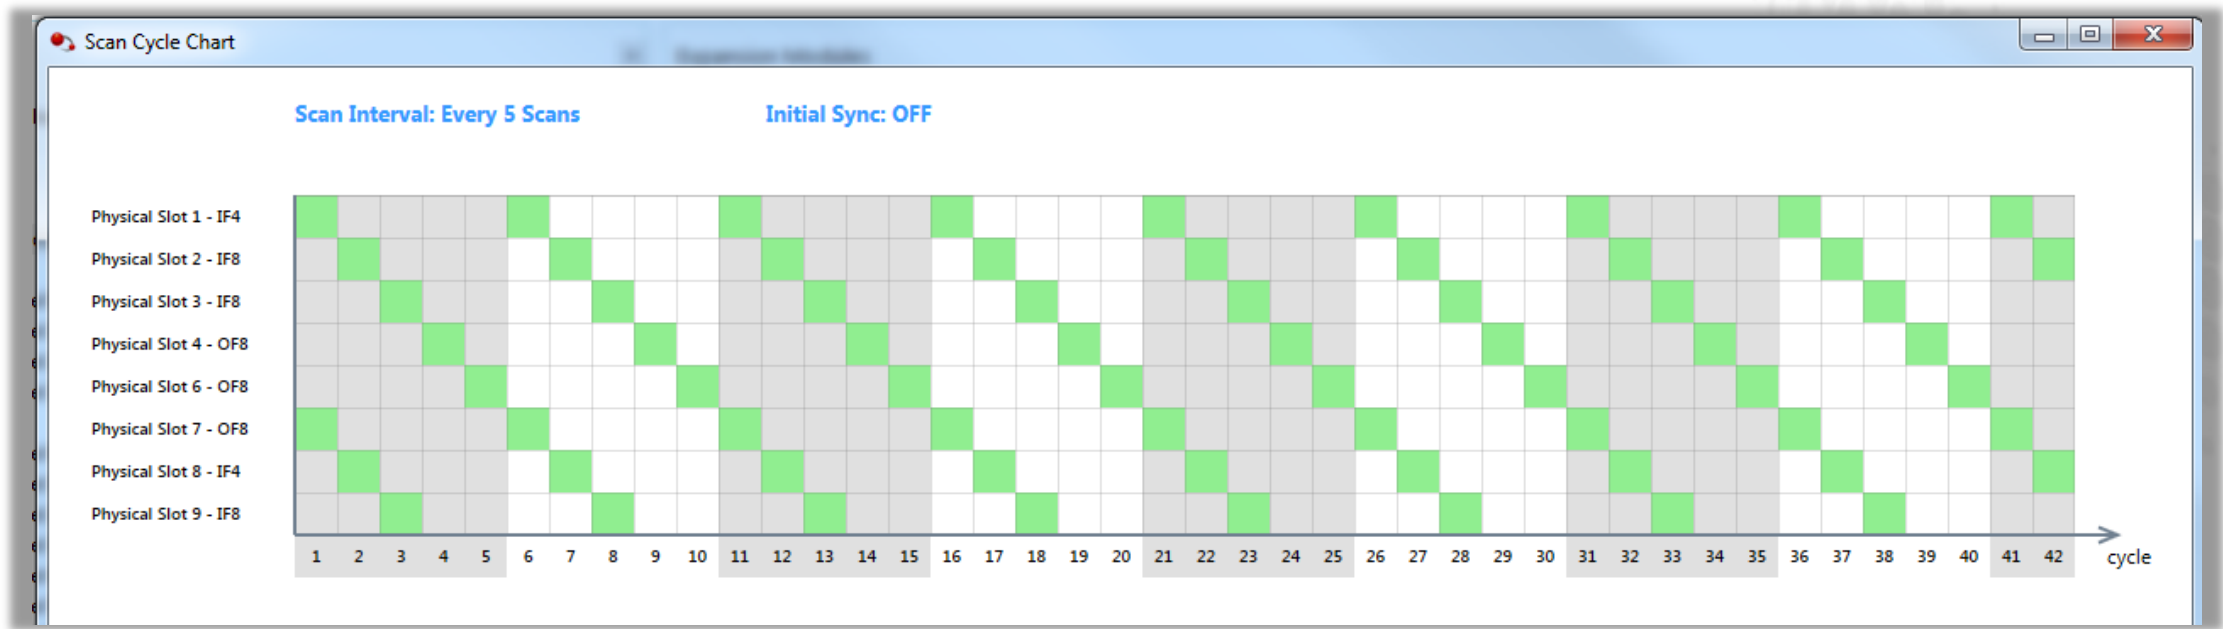 Scan Cycle Chart
Expansion Modules
Scan Interval: Every 5 Scans
Initial Sync: OFF
Physical Slot 1 - IF4
Physical Slot 2 - IF8
Physical Slot 3 - IF8
Physical Slot 4 - OF8
Physical Slot 6 - OF8
Physical Slot 7 - OF8
Physical Slot 8 - IF4
Physical Slot 9 - IF8
1 2 3 4 5 6 7 8 9 10 11 12 13 14 15 16 17 18 19 20 21 22 23 24 25 26 27 28 29 30 31 32 33 34 35 36 37 38 39 40 41 42 cycle